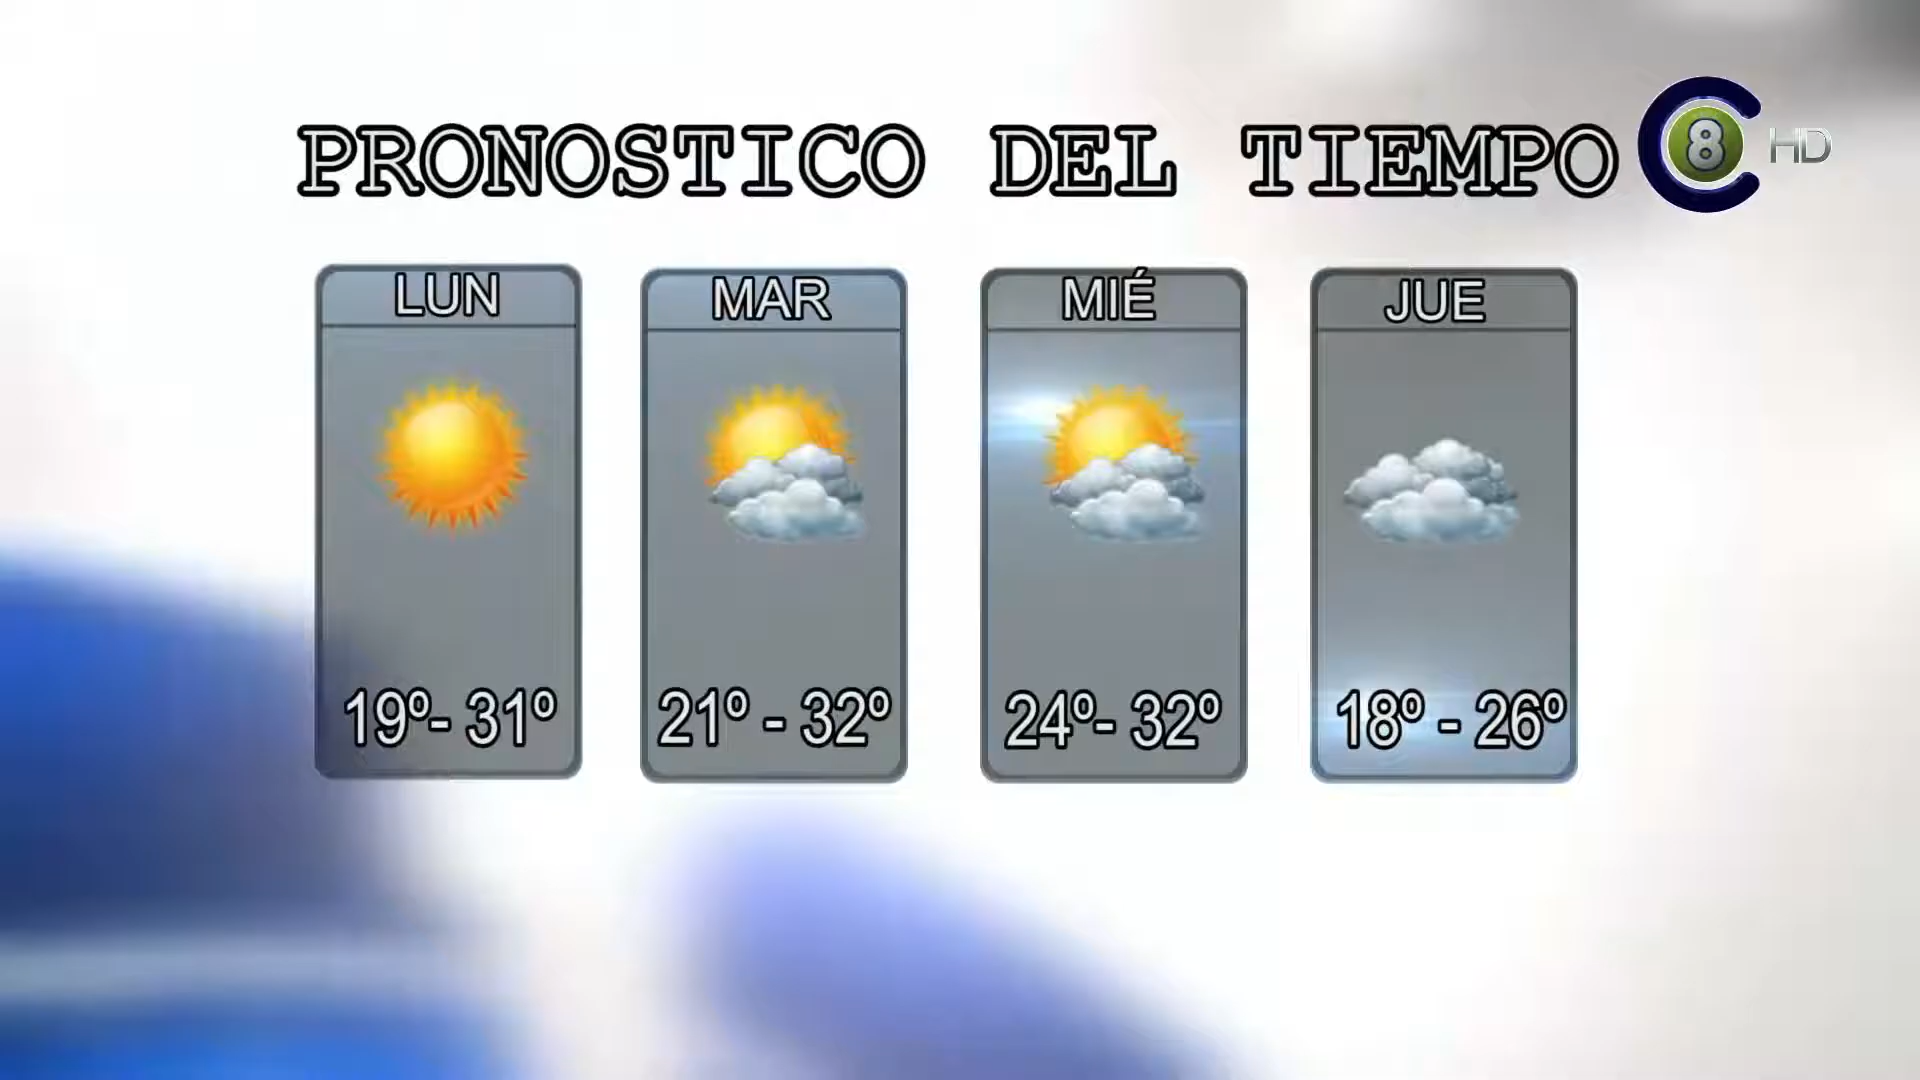 PRONOSTICO DEL TIEMPO
8 HD
LUN
MAR
MIÉ
JUE
19º- 31º
21º - 32º
24º- 32º
18º - 26º